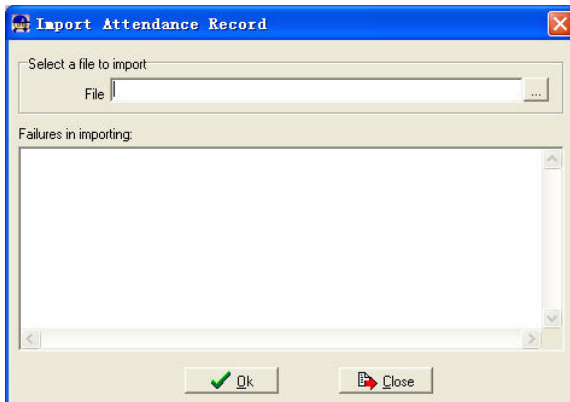 Import Attendance Record
Select a file to import
File
...
Failures in importing:
Ok
Close